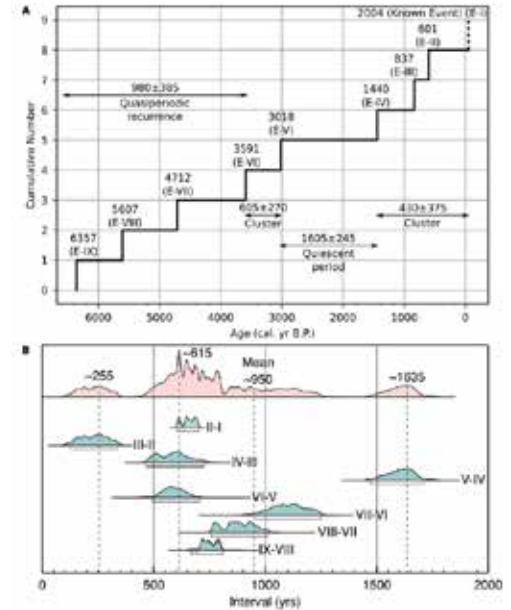 A
2004 (Known Event) (E-I)
601
(E-II)
837
(E-III)
1440
(E-IV)
3018
(E-V)
3591
(E-VI)
4712
(E-VII)
5607
(E-VIII)
6357
(E-IX)
980±385
Quasiperiodic
recurrence
605±270
Cluster
430±375
Cluster
1605±245
Quiescent
period
Cumulative Number
9
8
7
6
5
4
3
2
1
0
6000 5000 4000 3000 2000 1000 0
Age (cal. yr B.P.)
B
~255
~615
Mean
~950
~1635
II-I
III-II
IV-III
V-IV
VI-V
VII-VI
VIII-VII
IX-VIII
0 500 1000 1500 2000
Interval (yrs)